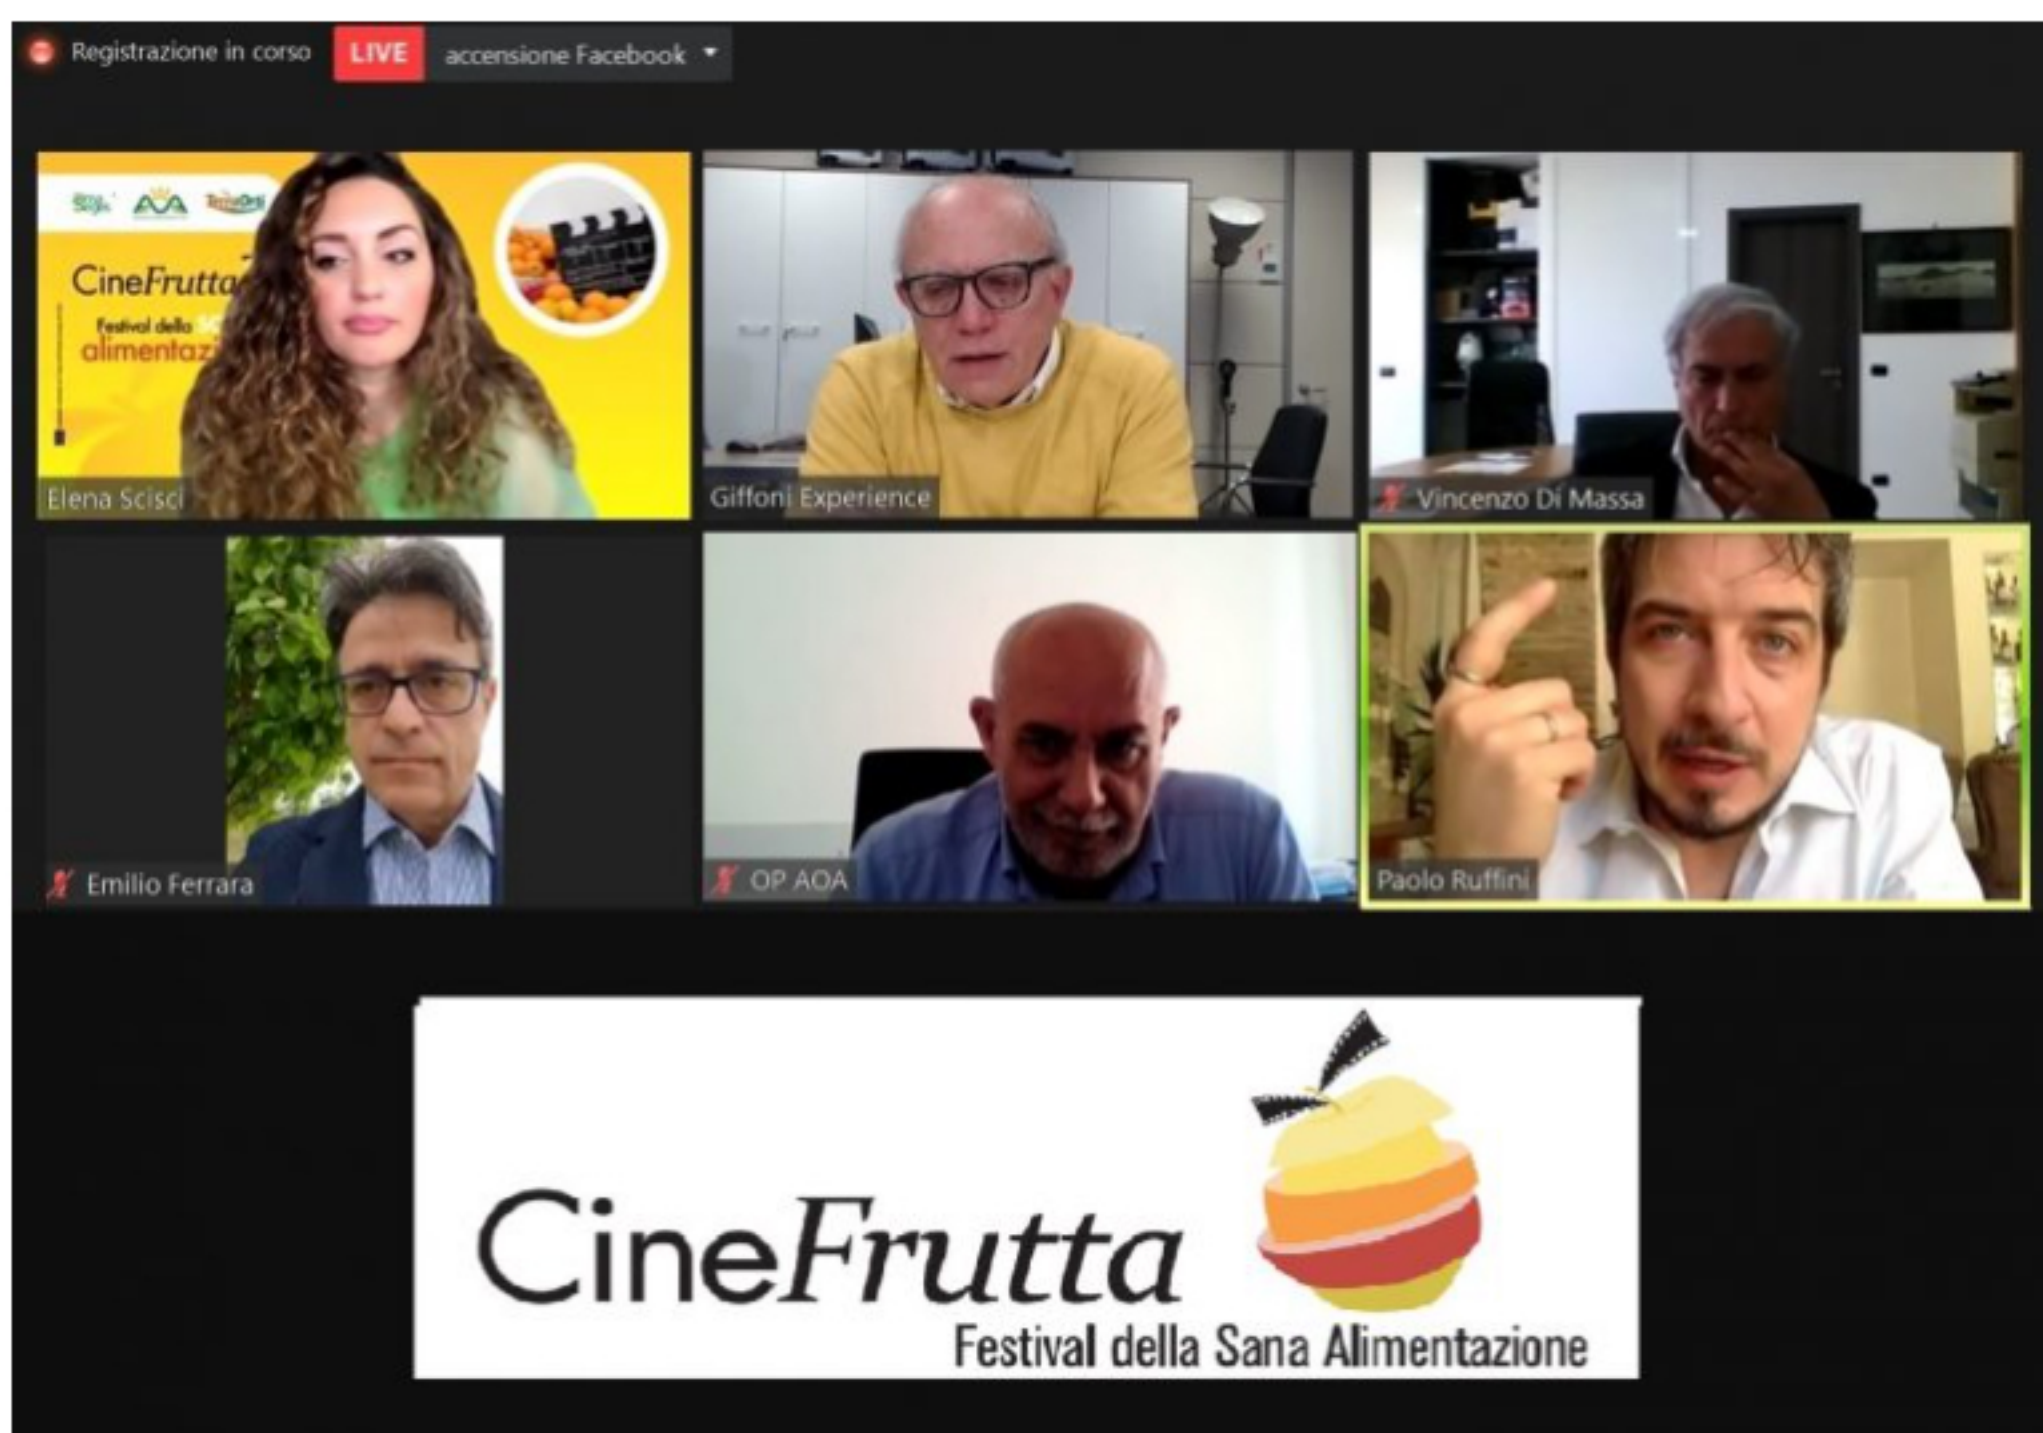 Registrazione in corso
LIVE
accensione Facebook
TerraOrti
CineFrutta
Festival della
alimentazi
Elena Scisci
Giffoni Experience
Vincenzo Di Massa
Emilio Ferrara
OP AOA
Paolo Ruffini
CineFrutta
Festival della Sana Alimentazione